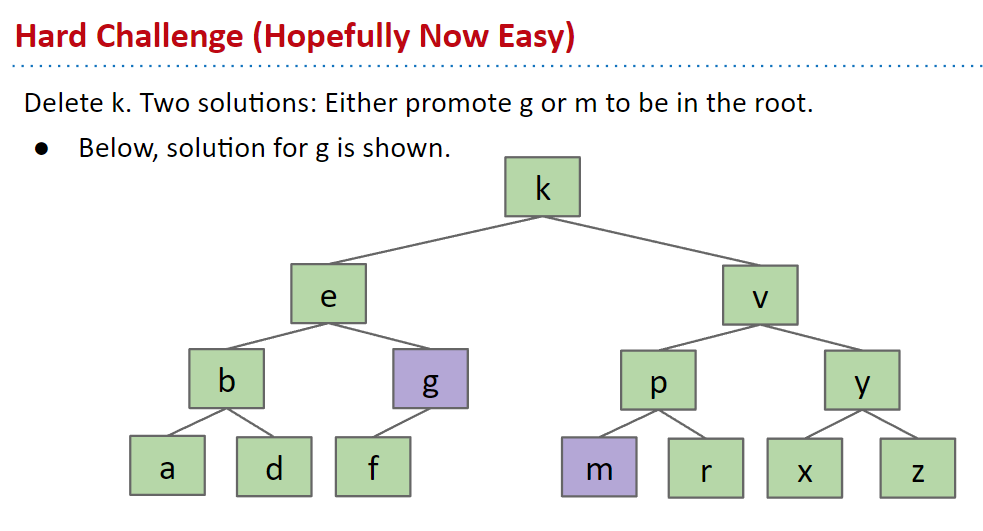 Hard Challenge (Hopefully Now Easy)
Delete k. Two solutions: Either promote g or m to be in the root.
● Below, solution for g is shown.
k
e v
b g p y
a d f m r x z